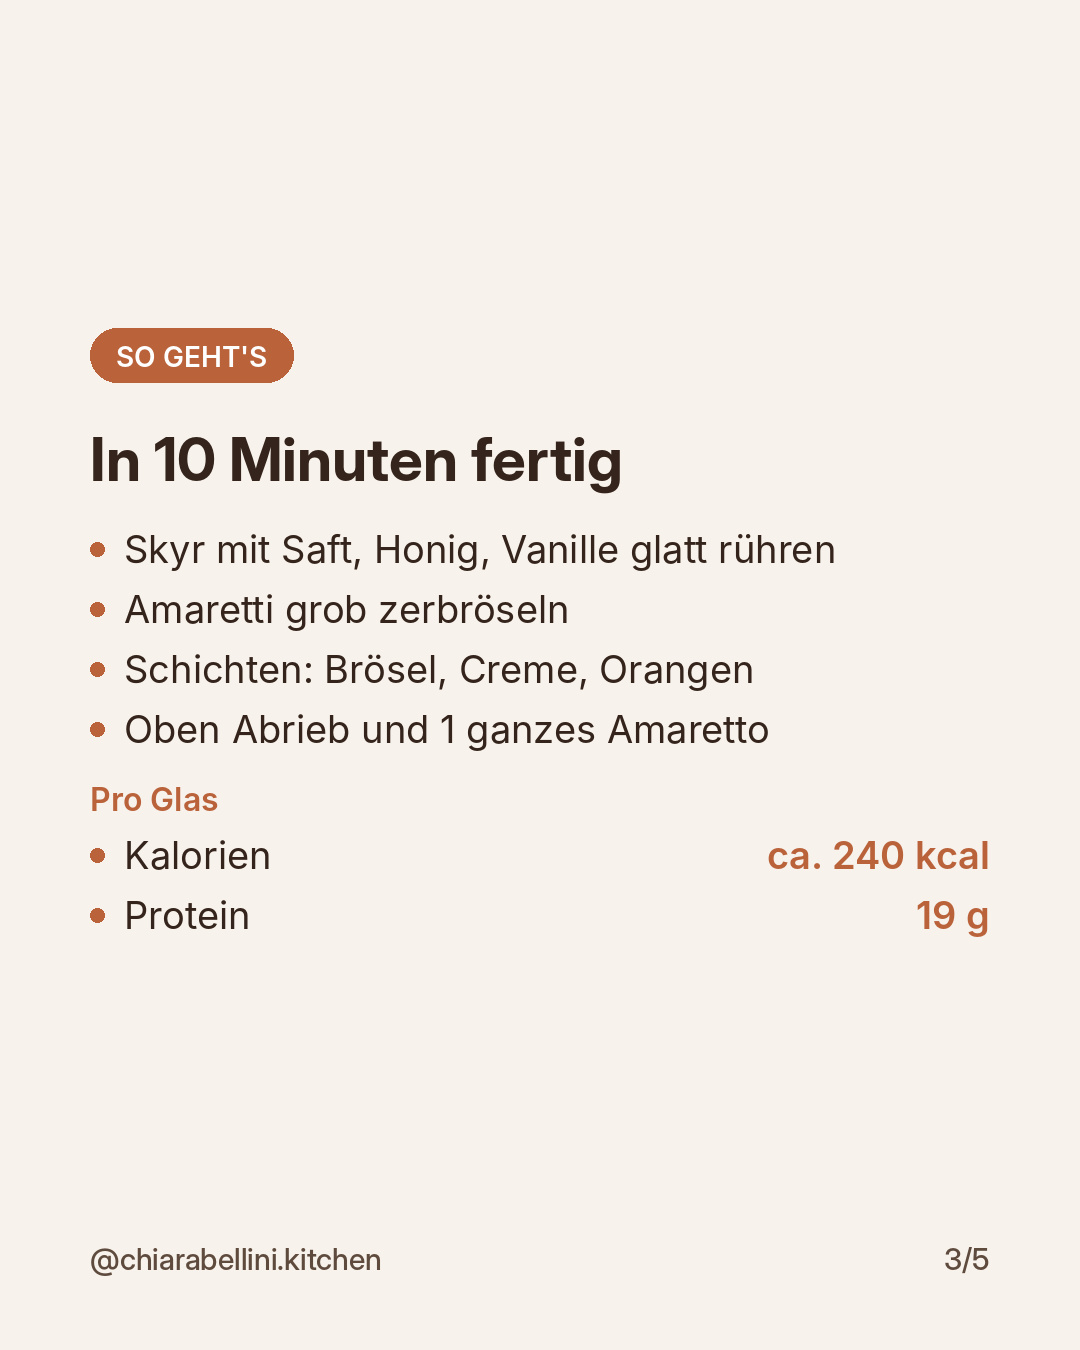 SO GEHT'S
In 10 Minuten fertig
Skyr mit Saft, Honig, Vanille glatt rühren
Amaretti grob zerbröseln
Schichten: Brösel, Creme, Orangen
Oben Abrieb und 1 ganzes Amaretto
Pro Glas
Kalorien ca. 240 kcal
Protein 19 g
@chiarabellini.kitchen 3/5